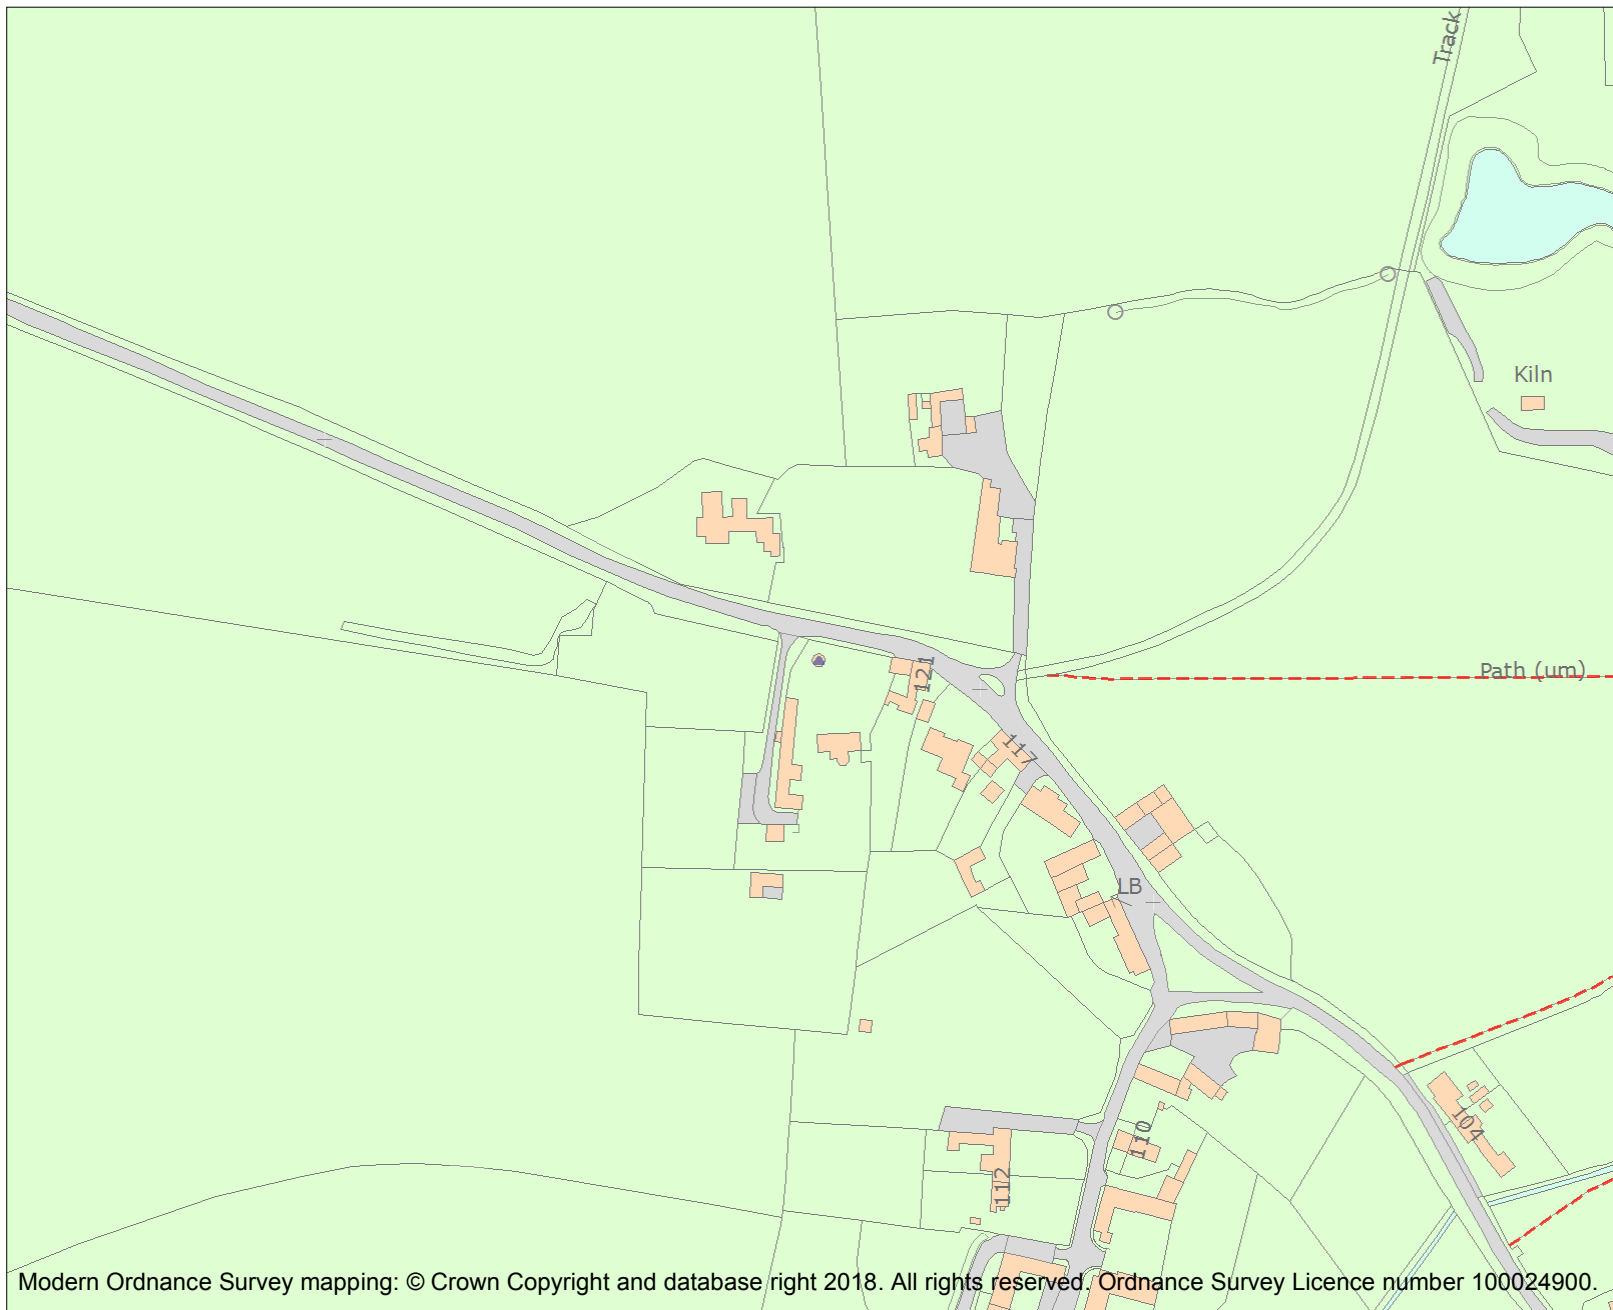 Track
Kiln
121
Path (um)
117
LB
104
110
112
Modern Ordnance Survey mapping: © Crown Copyright and database right 2018. All rights reserved. Ordnance Survey Licence number 100024900.